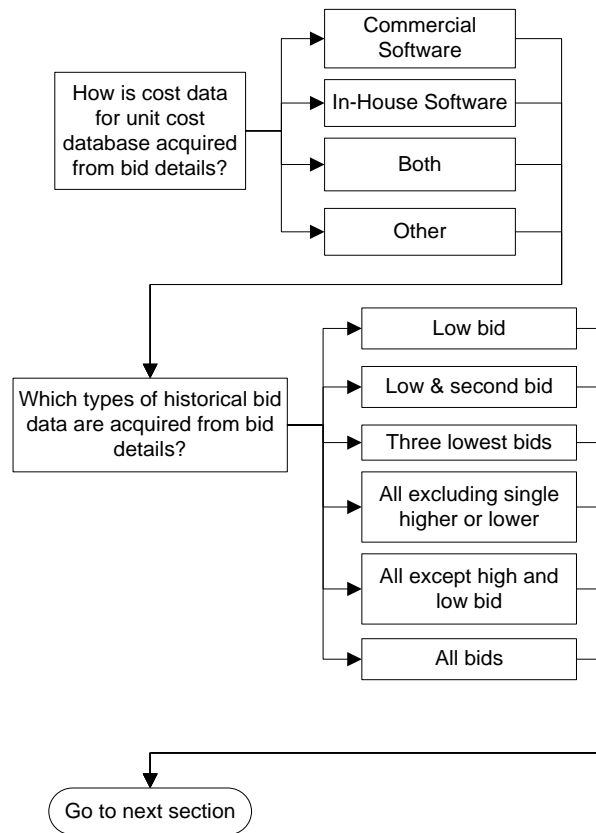 How is cost data
for unit cost
database acquired
from bid details?
Commercial
Software
In-House Software
Both
Other
Which types of historical bid
data are acquired from bid
details?
Low bid
Low & second bid
Three lowest bids
All excluding single
higher or lower
All except high and
low bid
All bids
Go to next section